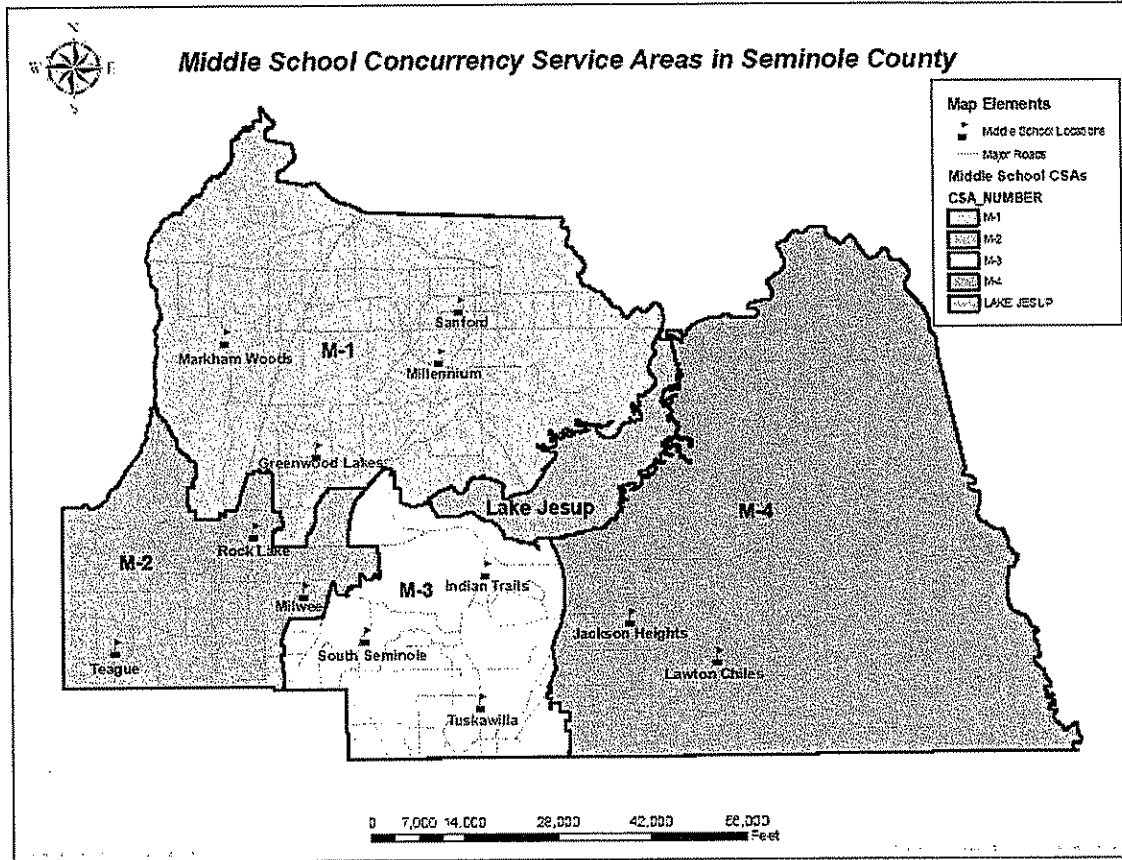 N
W
E
S
Middle School Concurrency Service Areas in Seminole County
Map Elements
Middle School Locations
Major Roads
Middle School CSAs
CSA_NUMBER
M-1
M-2
M-3
M-4
LAKE JESUP
Sanford
Markham Woods
M-1
Millennium
Greenwood Lakes
Lake Jesup
M-4
Rock Lake
M-2
Indian Trails
M-3
Milwee
Jackson Heights
South Seminole
Teague
Lawton Chiles
Tuskawilla
0 7,000 14,000 28,000 42,000 56,000
Feet